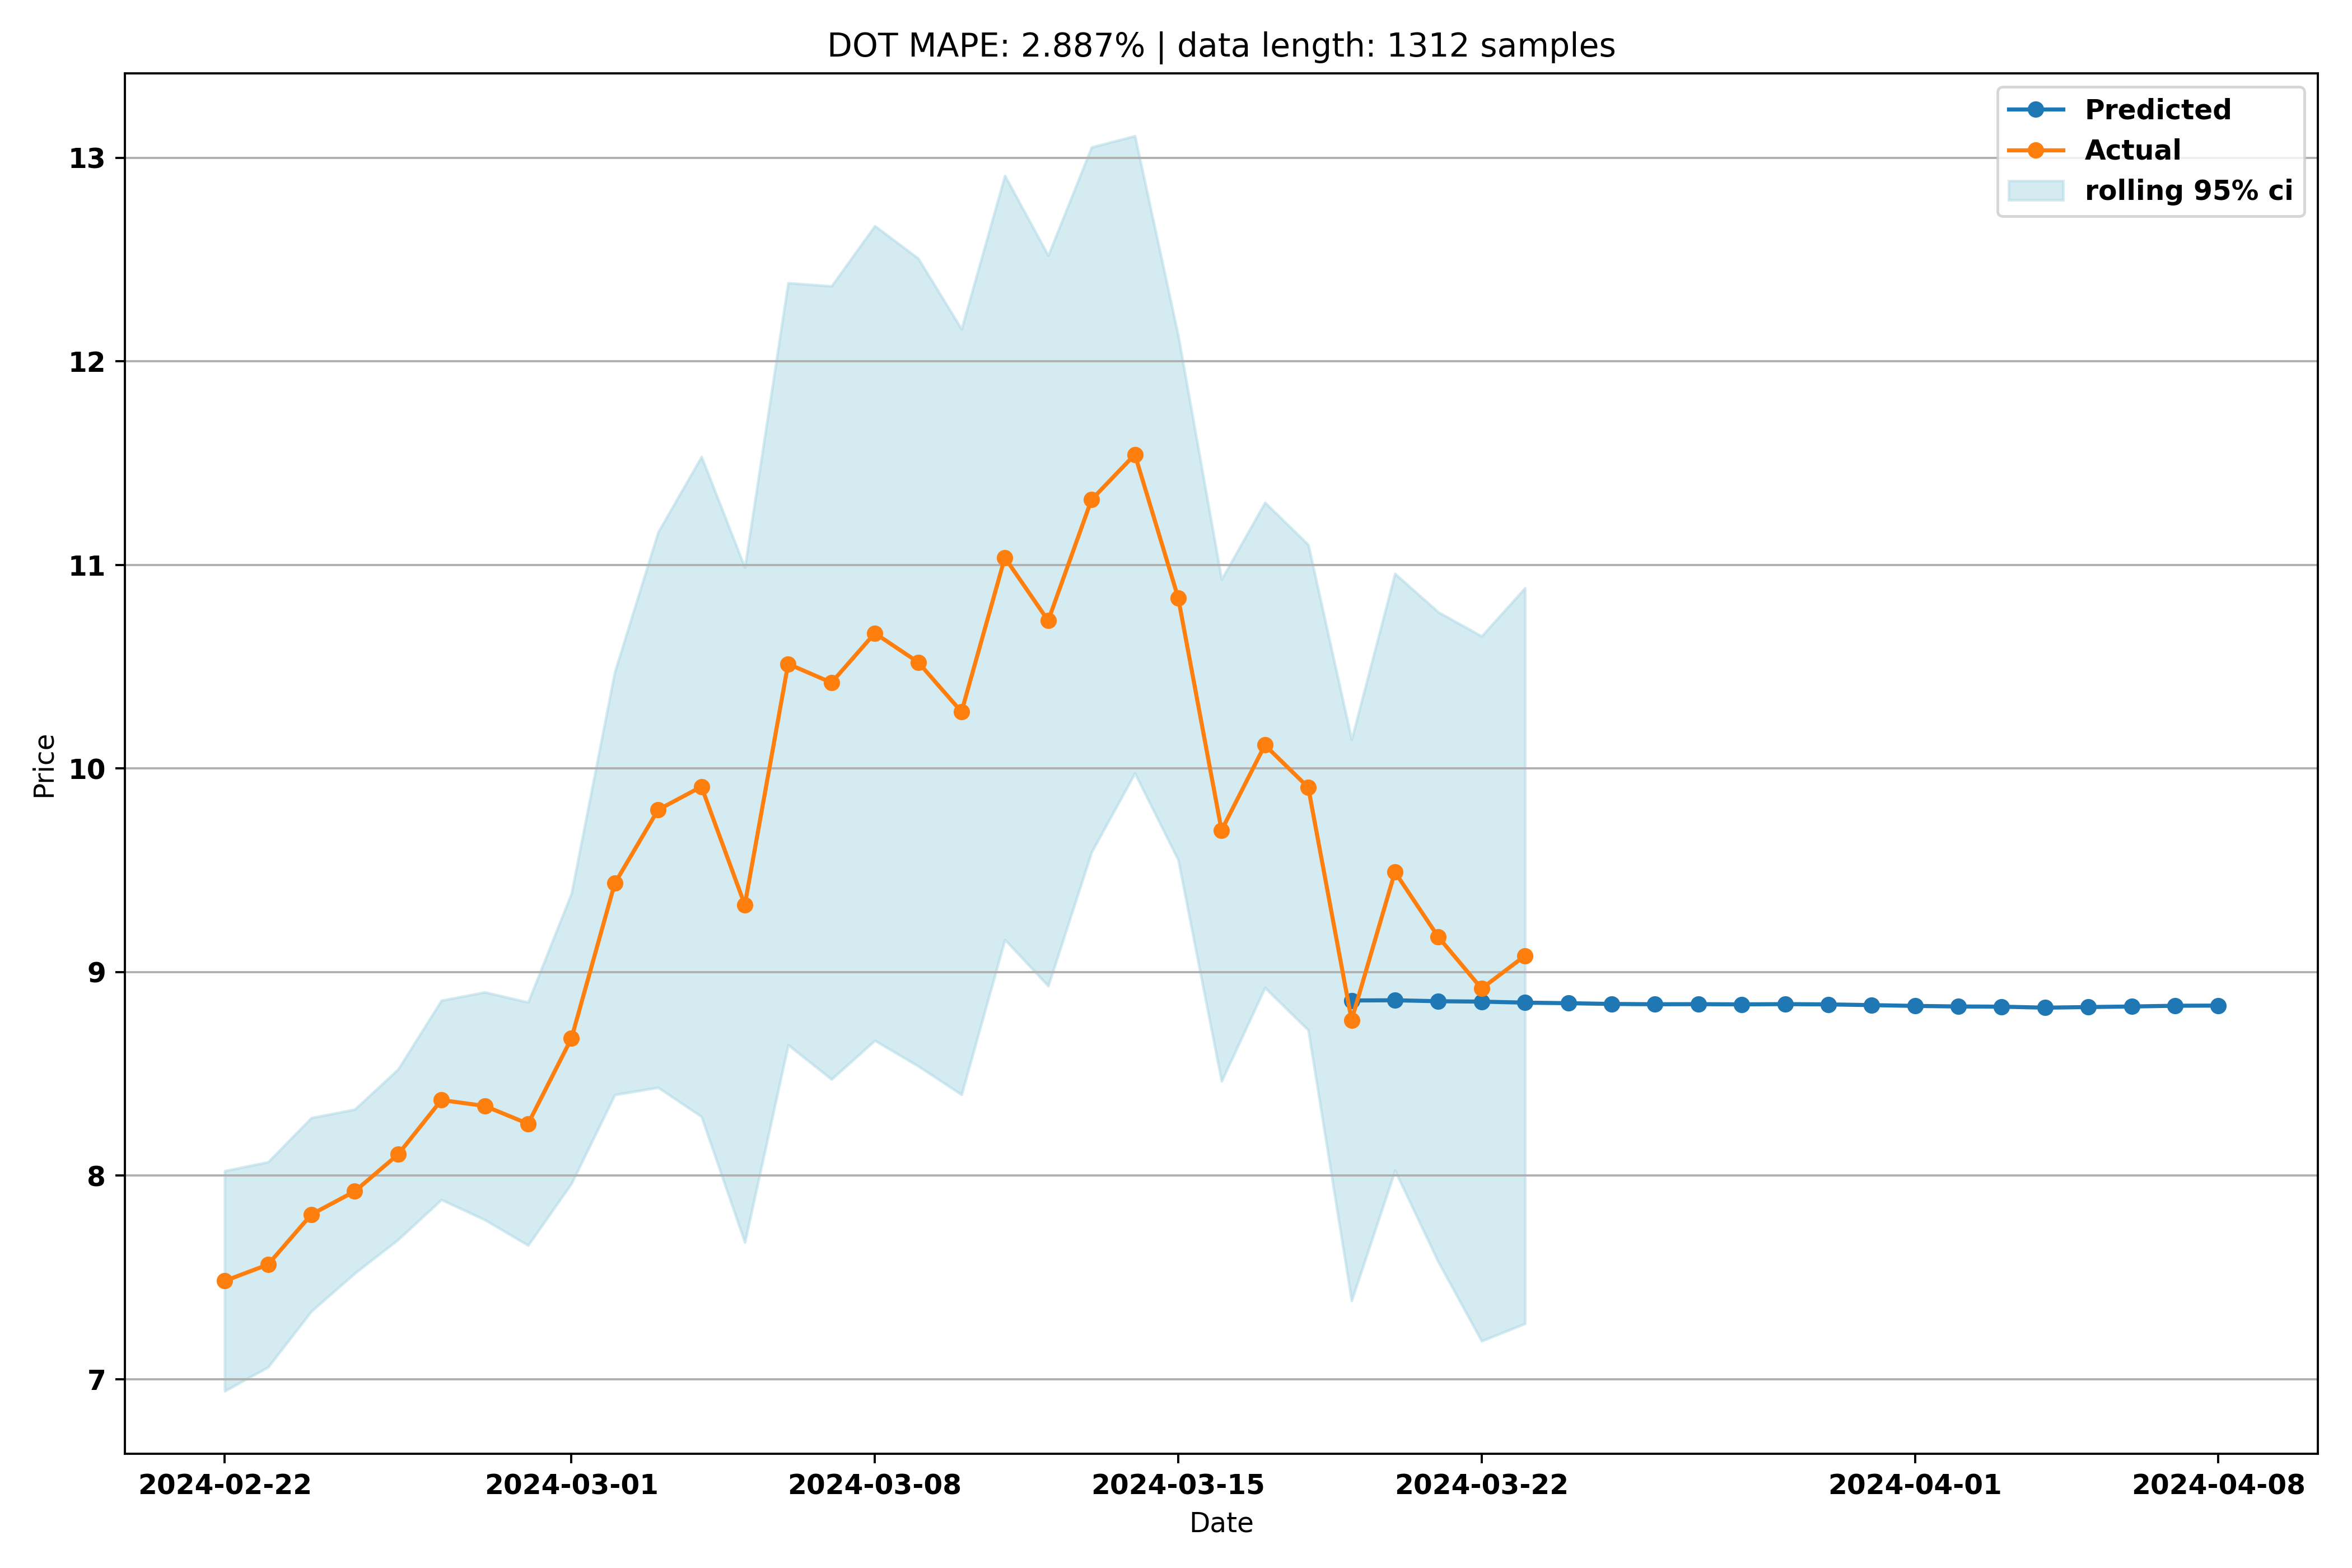 DOT MAPE: 2.887% | data length: 1312 samples
Predicted
Actual
rolling 95% ci
13
12
11
10
9
8
7
Price
2024-02-22 2024-03-01 2024-03-08 2024-03-15 2024-03-22 2024-04-01 2024-04-08
Date